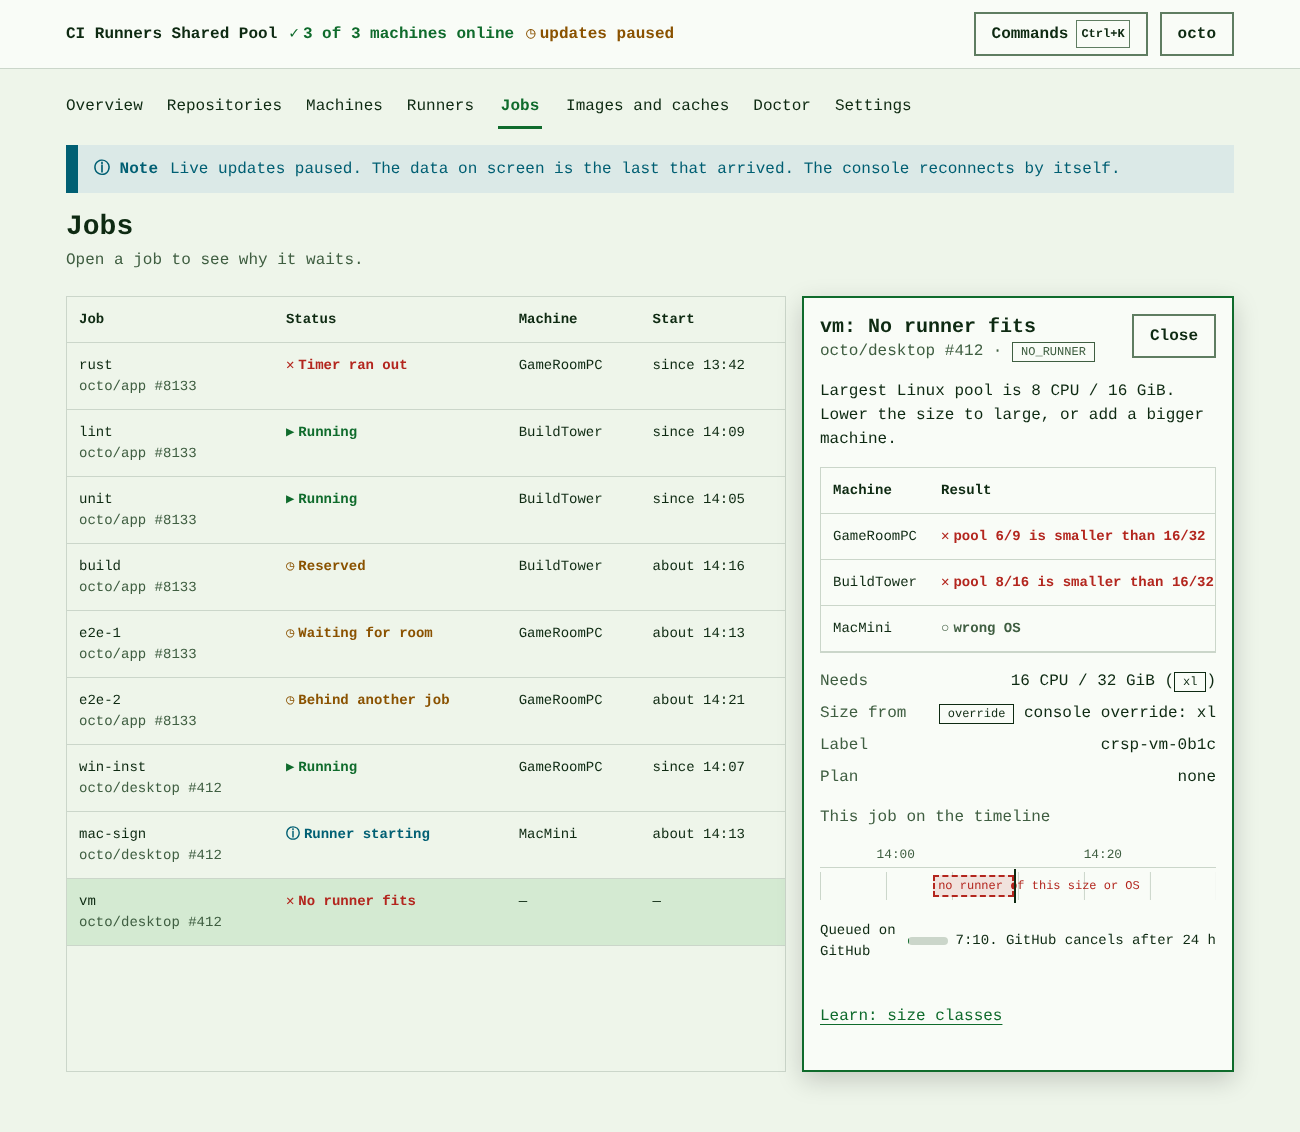 CI Runners Shared Pool ✓ 3 of 3 machines online ◷ updates paused Commands Ctrl+K octo
Overview Repositories Machines Runners Jobs Images and caches Doctor Settings
ⓘ Note Live updates paused. The data on screen is the last that arrived. The console reconnects by itself.
Jobs
Open a job to see why it waits.
Job Status Machine Start
rust × Timer ran out GameRoomPC since 13:42
octo/app #8133
lint ▶ Running BuildTower since 14:09
octo/app #8133
unit ▶ Running BuildTower since 14:05
octo/app #8133
build ◷ Reserved BuildTower about 14:16
octo/app #8133
e2e-1 ◷ Waiting for room GameRoomPC about 14:13
octo/app #8133
e2e-2 ◷ Behind another job GameRoomPC about 14:21
octo/app #8133
win-inst ▶ Running GameRoomPC since 14:07
octo/desktop #412
mac-sign ⓘ Runner starting MacMini about 14:13
octo/desktop #412
vm × No runner fits — —
octo/desktop #412
vm: No runner fits Close
octo/desktop #412 · NO_RUNNER
Largest Linux pool is 8 CPU / 16 GiB.
Lower the size to large, or add a bigger
machine.
Machine Result
GameRoomPC × pool 6/9 is smaller than 16/32
BuildTower × pool 8/16 is smaller than 16/32
MacMini ○ wrong OS
Needs 16 CPU / 32 GiB ( xl )
Size from override console override: xl
Label crsp-vm-0b1c
Plan none
This job on the timeline
14:00 14:20
no runner of this size or OS
Queued on
GitHub
7:10. GitHub cancels after 24 h
Learn: size classes